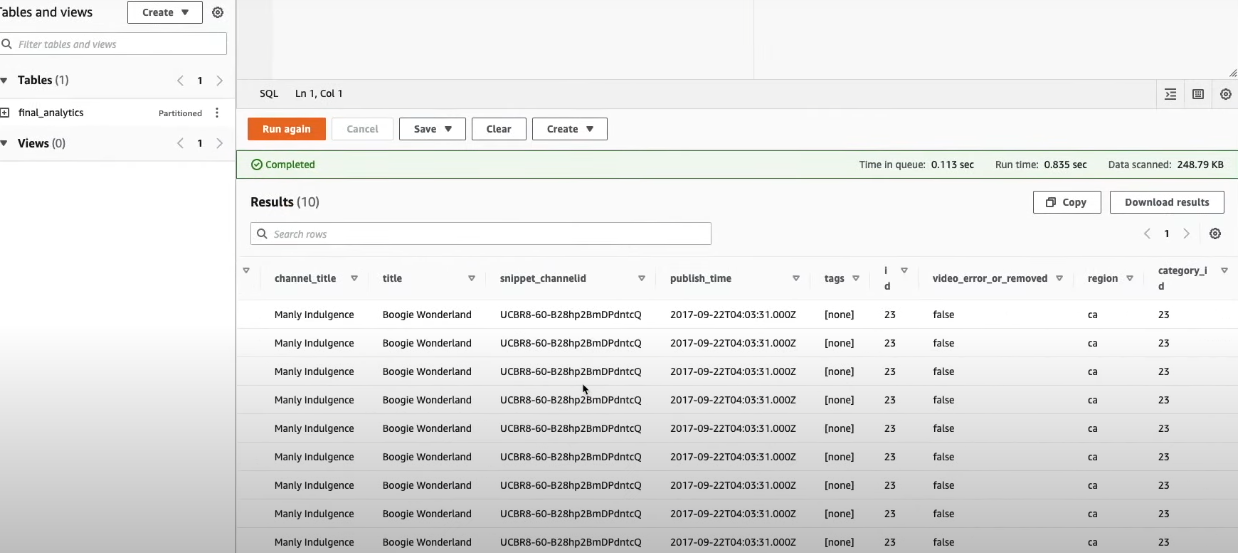 Tables and views
Create
Filter tables and views
Tables (1)
1
final_analytics
Partitioned
Views (0)
1
SQL Ln 1, Col 1
Run again Cancel Save Clear Create
Completed
Time in queue: 0.113 sec Run time: 0.835 sec Data scanned: 248.79 KB
Results (10)
Copy Download results
Search rows
1
channel_title title snippet_channelid publish_time tags id video_error_or_removed region category_id
Manly Indulgence Boogie Wonderland UCBR8-60-B28hp2BmDPdntcQ 2017-09-22T04:03:31.000Z [none] 23 false ca 23
Manly Indulgence Boogie Wonderland UCBR8-60-B28hp2BmDPdntcQ 2017-09-22T04:03:31.000Z [none] 23 false ca 23
Manly Indulgence Boogie Wonderland UCBR8-60-B28hp2BmDPdntcQ 2017-09-22T04:03:31.000Z [none] 23 false ca 23
Manly Indulgence Boogie Wonderland UCBR8-60-B28hp2BmDPdntcQ 2017-09-22T04:03:31.000Z [none] 23 false ca 23
Manly Indulgence Boogie Wonderland UCBR8-60-B28hp2BmDPdntcQ 2017-09-22T04:03:31.000Z [none] 23 false ca 23
Manly Indulgence Boogie Wonderland UCBR8-60-B28hp2BmDPdntcQ 2017-09-22T04:03:31.000Z [none] 23 false ca 23
Manly Indulgence Boogie Wonderland UCBR8-60-B28hp2BmDPdntcQ 2017-09-22T04:03:31.000Z [none] 23 false ca 23
Manly Indulgence Boogie Wonderland UCBR8-60-B28hp2BmDPdntcQ 2017-09-22T04:03:31.000Z [none] 23 false ca 23
Manly Indulgence Boogie Wonderland UCBR8-60-B28hp2BmDPdntcQ 2017-09-22T04:03:31.000Z [none] 23 false ca 23